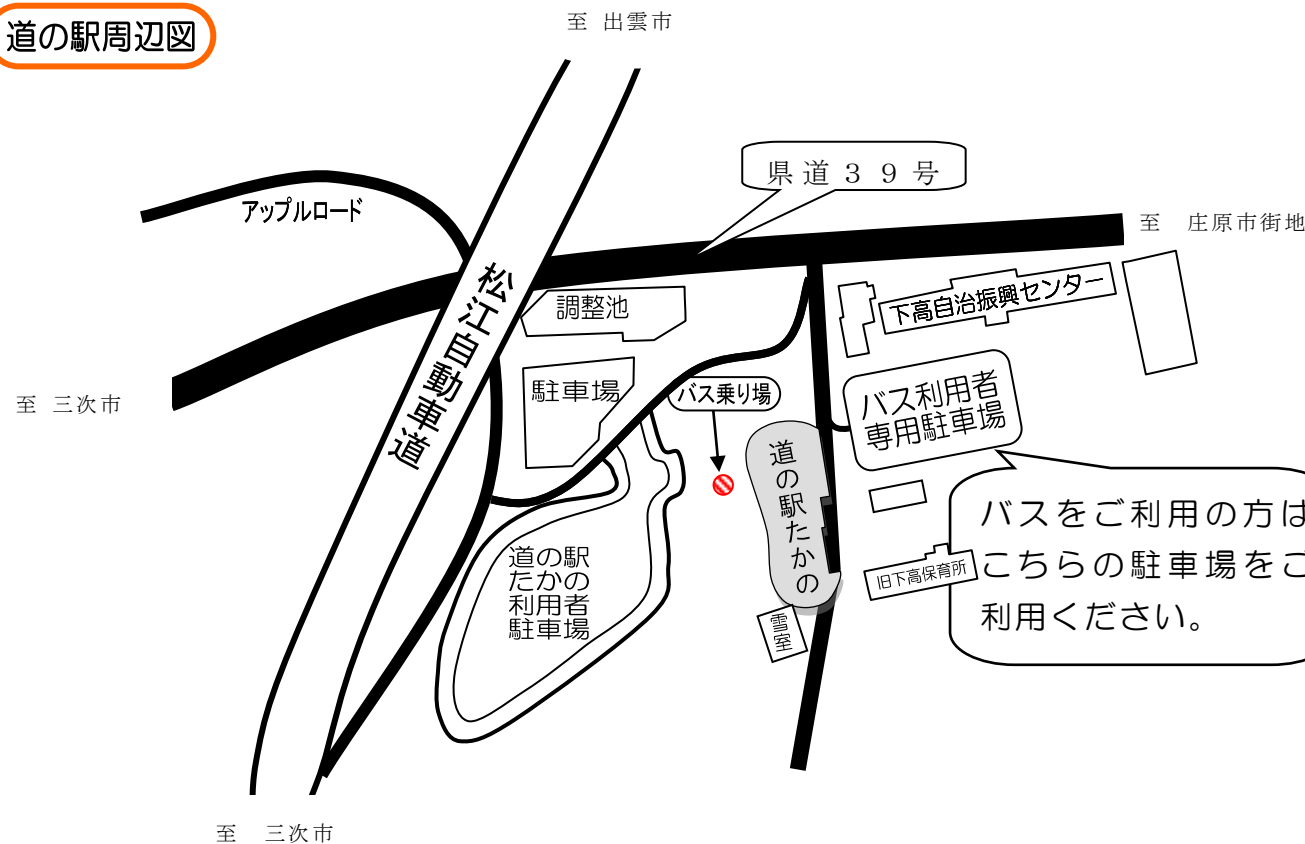 道の駅周辺図
至 出雲市
県道39号
アップルロード
至 庄原市街地
松江自動車道
調整池
下高自治振興センター
至 三次市
駐車場
バス乗り場
バス利用者
専用駐車場
道の駅たかの
バスをご利用の方は
こちらの駐車場をご
利用ください。
道の駅
たかの
利用者
駐車場
旧下高保育所
雪室
至 三次市